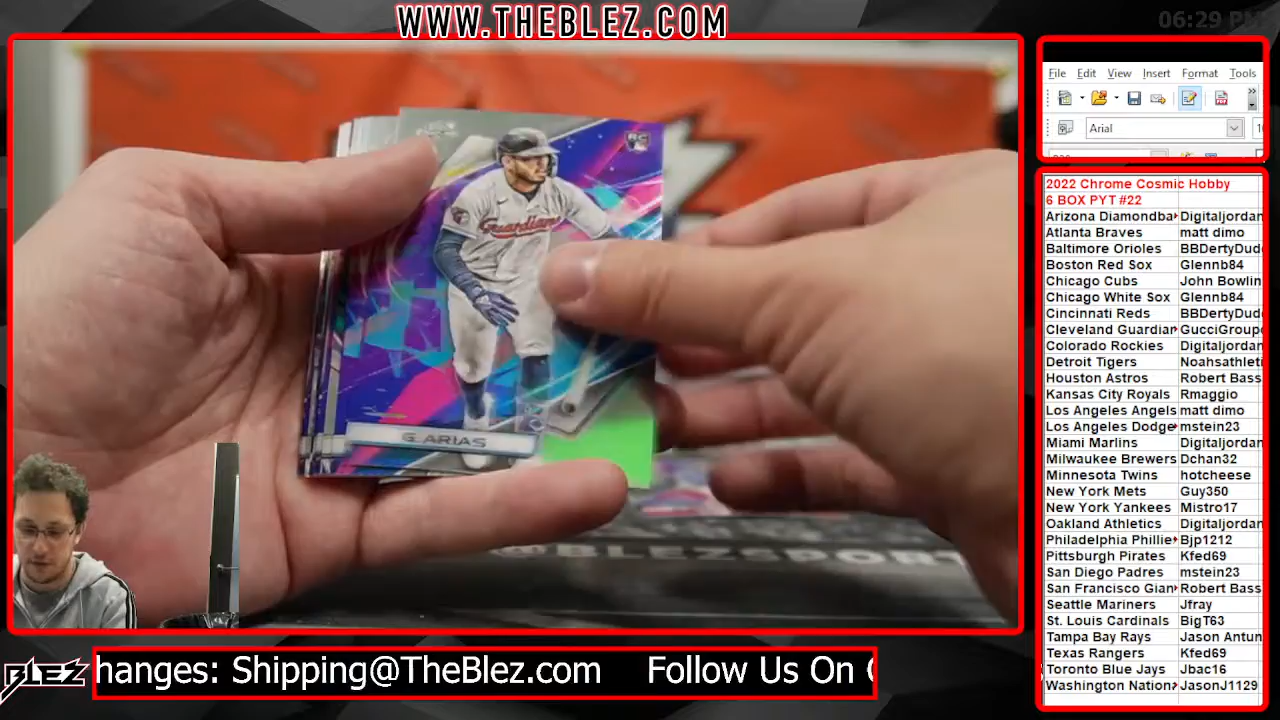 WWW.THEBLEZ.COM
06:29 PM
File Edit View Insert Format Tools
Arial
2022 Chrome Cosmic Hobby
6 BOX PYT #22
Arizona Diamondba Digitaljordan
Atlanta Braves matt dimo
Baltimore Orioles BBDertyDude
Boston Red Sox Glennb84
Chicago Cubs John Bowlin
Chicago White Sox Glennb84
Cincinnati Reds BBDertyDude
Cleveland Guardian GucciGroupe
Colorado Rockies Digitaljordan
Detroit Tigers Noahsathleti
Houston Astros Robert Bass
Kansas City Royals Rmaggio
Los Angeles Angels matt dimo
Los Angeles Dodge mstein23
Miami Marlins Digitaljordan
Milwaukee Brewers Dchan32
Minnesota Twins hotcheese
New York Mets Guy350
New York Yankees Mistro17
Oakland Athletics Digitaljordan
Philadelphia Phillie Bjp1212
Pittsburgh Pirates Kfed69
San Diego Padres mstein23
San Francisco Gian Robert Bass
Seattle Mariners Jfray
St. Louis Cardinals BigT63
Tampa Bay Rays Jason Antun
Texas Rangers Kfed69
Toronto Blue Jays Jbac16
Washington Nationa JasonJ1129
RC
Guardians
G. ARIAS
@BLEZSPORT
BLEZ
hanges: Shipping@TheBlez.com Follow Us On